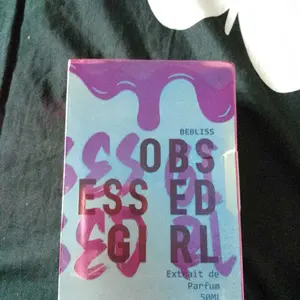 BEBLISS
OBS
ESS ED
GI RL
Extrait de
Parfum
50ML